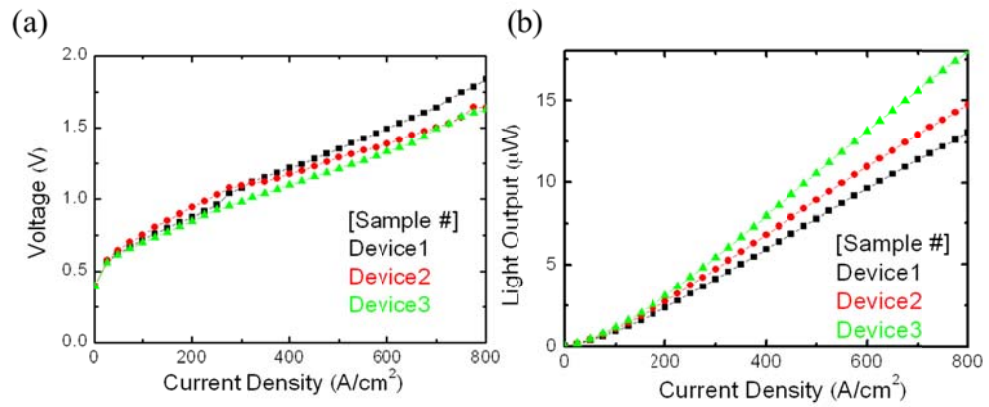 (a)
2.0
1.5
1.0
0.5
0.0
Voltage (V)
[Sample #]
Device1
Device2
Device3
0
200
400
600
800
Current Density (A/cm²)
(b)
15
10
5
0
Light Output (μW)
[Sample #]
Device1
Device2
Device3
0
200
400
600
800
Current Density (A/cm²)